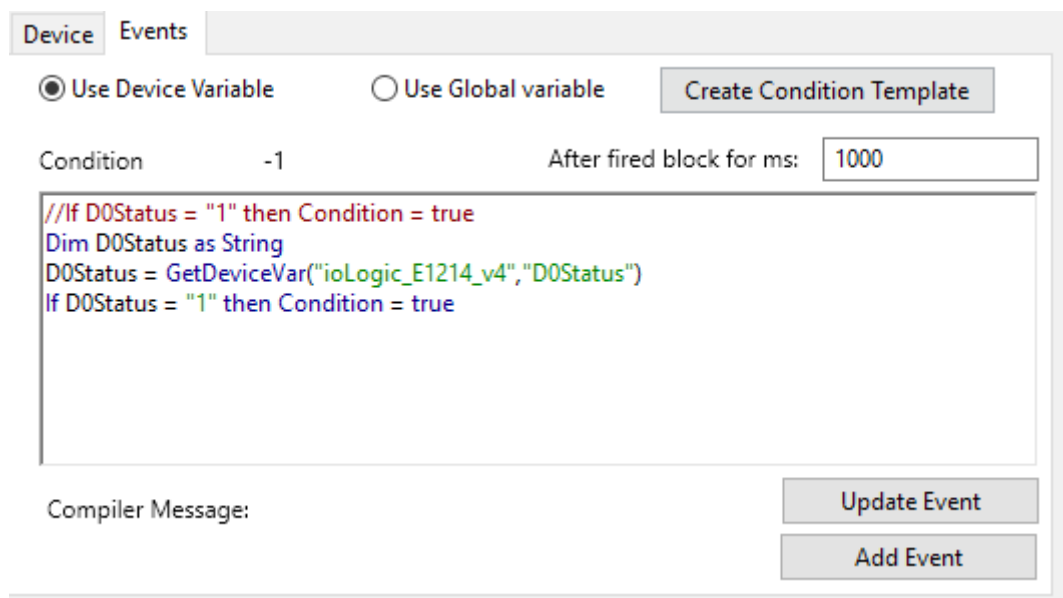 Device Events
Use Device Variable Use Global variable Create Condition Template
Condition -1 After fired block for ms: 1000
//If D0Status = "1" then Condition = true
Dim D0Status as String
D0Status = GetDeviceVar("ioLogic_E1214_v4","D0Status")
If D0Status = "1" then Condition = true
Compiler Message: Update Event
Add Event